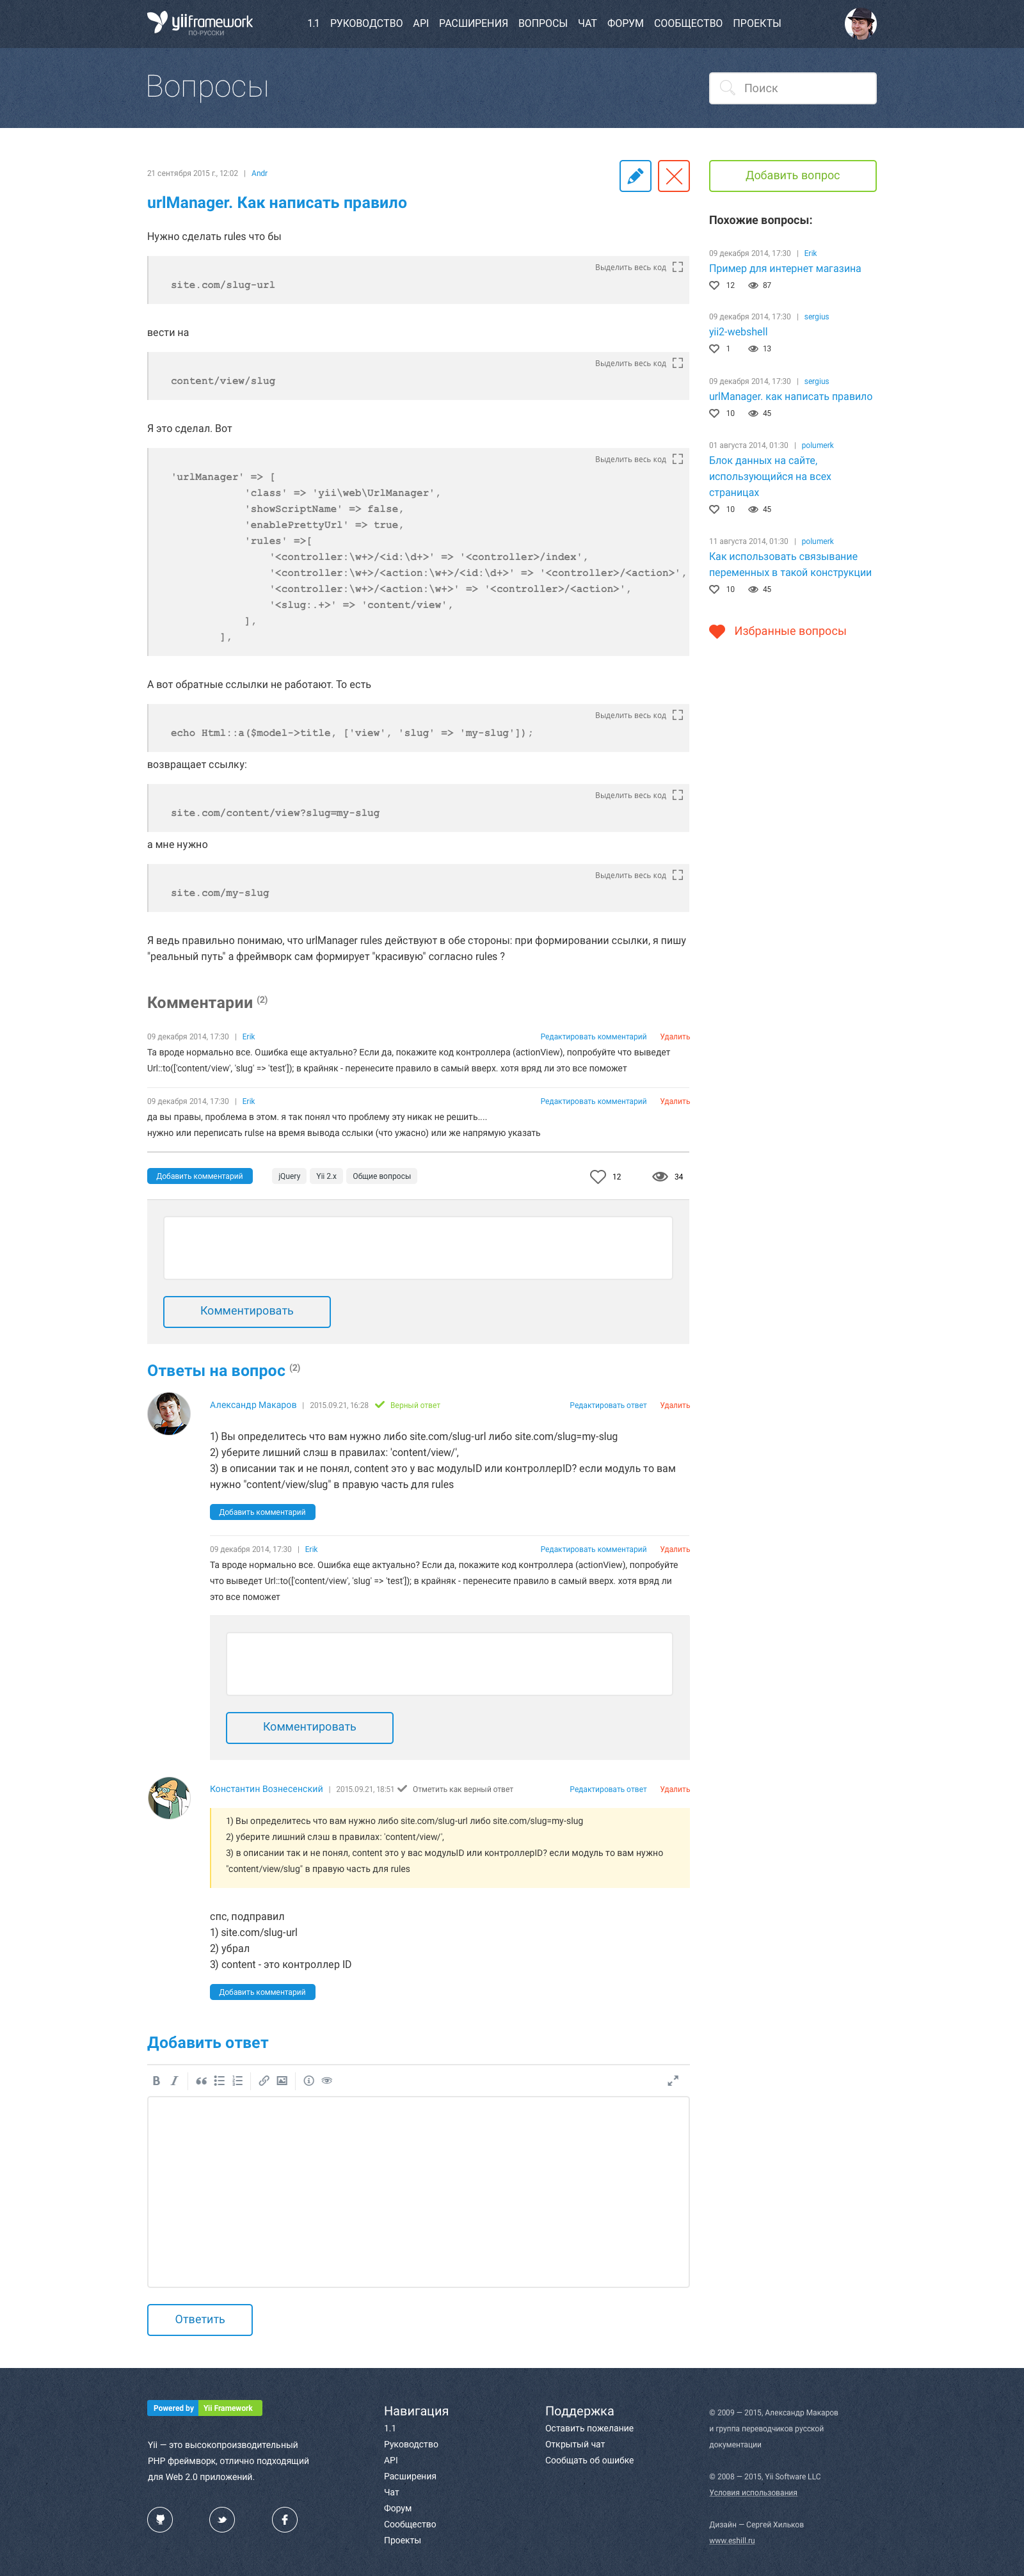 yiiframework
ПО-РУССКИ
1.1 РУКОВОДСТВО API РАСШИРЕНИЯ ВОПРОСЫ ЧАТ ФОРУМ СООБЩЕСТВО ПРОЕКТЫ
Вопросы
Поиск
21 сентября 2015 г., 12:02 | Andr
urlManager. Как написать правило
Нужно сделать rules что бы
Выделить весь код
site.com/slug-url
вести на
Выделить весь код
content/view/slug
Я это сделал. Вот
Выделить весь код
'urlManager' => [
'class' => 'yii\web\UrlManager',
'showScriptName' => false,
'enablePrettyUrl' => true,
'rules' =>[
'<controller:\w+>/<id:\d+>' => '<controller>/index',
'<controller:\w+>/<action:\w+>/<id:\d+>' => '<controller>/<action>',
'<controller:\w+>/<action:\w+>' => '<controller>/<action>',
'<slug:.+>' => 'content/view',
],
],
А вот обратные сслылки не работают. То есть
Выделить весь код
echo Html::a($model->title, ['view', 'slug' => 'my-slug']);
возвращает ссылку:
Выделить весь код
site.com/content/view?slug=my-slug
а мне нужно
Выделить весь код
site.com/my-slug
Я ведь правильно понимаю, что urlManager rules действуют в обе стороны: при формировании ссылки, я пишу
"реальный путь" а фреймворк сам формирует "красивую" согласно rules ?
Комментарии (2)
09 декабря 2014, 17:30 | Erik Редактировать комментарий Удалить
Та вроде нормально все. Ошибка еще актуально? Если да, покажите код контроллера (actionView), попробуйте что выведет
Url::to(['content/view', 'slug' => 'test']); в крайняк - перенесите правило в самый вверх. хотя вряд ли это все поможет
09 декабря 2014, 17:30 | Erik Редактировать комментарий Удалить
да вы правы, проблема в этом. я так понял что проблему эту никак не решить....
нужно или переписать rulse на время вывода сслыки (что ужасно) или же напрямую указать
Добавить комментарий jQuery Yii 2.x Общие вопросы 12 34
Комментировать
Ответы на вопрос (2)
Александр Макаров | 2015.09.21, 16:28 Верный ответ Редактировать ответ Удалить
1) Вы определитесь что вам нужно либо site.com/slug-url либо site.com/slug=my-slug
2) уберите лишний слэш в правилах: 'content/view/',
3) в описании так и не понял, content это у вас модульID или контроллерID? если модуль то вам
нужно "content/view/slug" в правую часть для rules
Добавить комментарий
09 декабря 2014, 17:30 | Erik Редактировать комментарий Удалить
Та вроде нормально все. Ошибка еще актуально? Если да, покажите код контроллера (actionView), попробуйте
что выведет Url::to(['content/view', 'slug' => 'test']); в крайняк - перенесите правило в самый вверх. хотя вряд ли
это все поможет
Комментировать
Константин Вознесенский | 2015.09.21, 18:51 Отметить как верный ответ Редактировать ответ Удалить
1) Вы определитесь что вам нужно либо site.com/slug-url либо site.com/slug=my-slug
2) уберите лишний слэш в правилах: 'content/view/',
3) в описании так и не понял, content это у вас модульID или контроллерID? если модуль то вам нужно
"content/view/slug" в правую часть для rules
спс, подправил
1) site.com/slug-url
2) убрал
3) content - это контроллер ID
Добавить комментарий
Добавить ответ
Ответить
Добавить вопрос
Похожие вопросы:
09 декабря 2014, 17:30 | Erik
Пример для интернет магазина
12 87
09 декабря 2014, 17:30 | sergius
yii2-webshell
1 13
09 декабря 2014, 17:30 | sergius
urlManager. как написать правило
10 45
01 августа 2014, 01:30 | polumerk
Блок данных на сайте,
использующийся на всех
страницах
10 45
11 августа 2014, 01:30 | polumerk
Как использовать связывание
переменных в такой конструкции
10 45
Избранные вопросы
Powered by Yii Framework
Yii — это высокопроизводительный
PHP фреймворк, отлично подходящий
для Web 2.0 приложений.
Навигация
1.1
Руководство
API
Расширения
Чат
Форум
Сообщество
Проекты
Поддержка
Оставить пожелание
Открытый чат
Сообщать об ошибке
© 2009 — 2015, Александр Макаров
и группа переводчиков русской
документации
© 2008 — 2015, Yii Software LLC
Условия использования
Дизайн — Сергей Хильков
www.eshill.ru